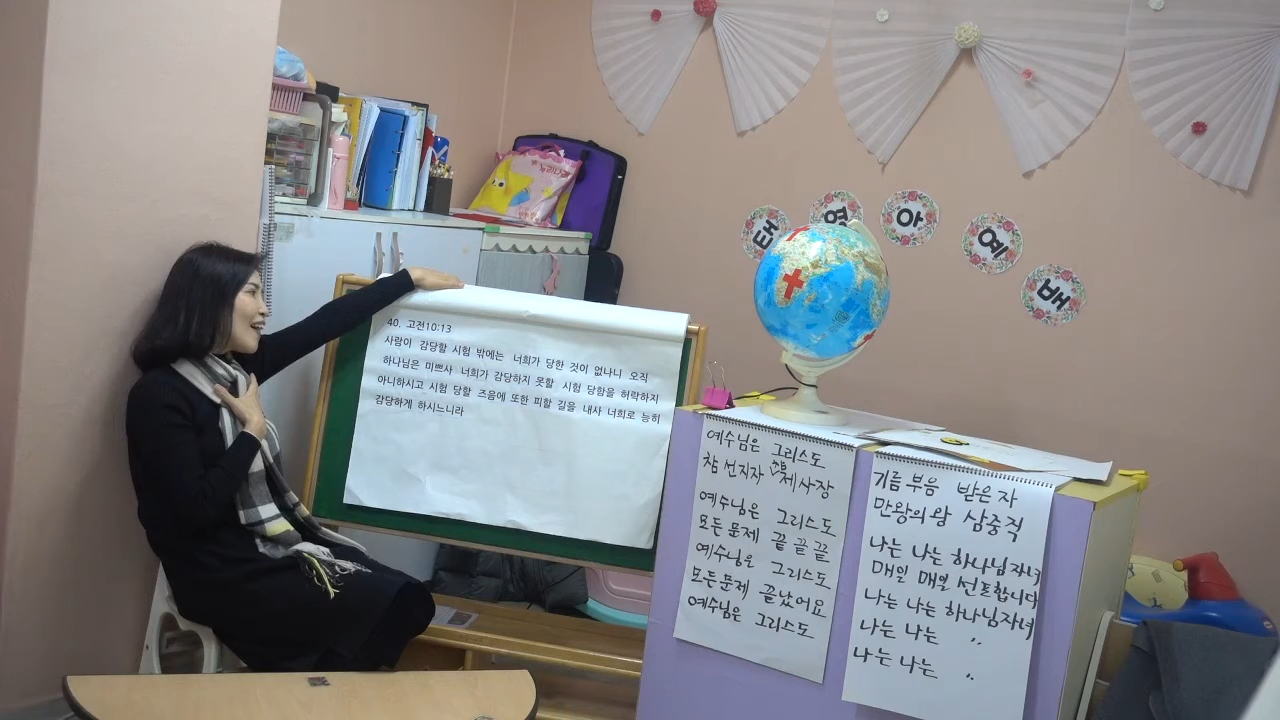 태영아예배
40. 고전10:13
사람이 감당할 시험 밖에는 너희가 당한 것이 없나니 오직
하나님은 미쁘사 너희가 감당하지 못할 시험 당함을 허락하지
아니하시고 시험 당할 즈음에 또한 피할 길을 내사 너희로 능히
감당하게 하시느니라
예수님은 그리스도
참 선지자 제사장
예수님은 그리스도
모든 문제 끝 끝 끝
예수님은 그리스도
모든문제 끝났어요
예수님은 그리스도
기름부음 받은자
만왕의왕 삼중직
나는 나는 하나님자녀
매일 매일 선포합니다
나는 나는 하나님자녀
나는 나는 〃
나는 나는 〃